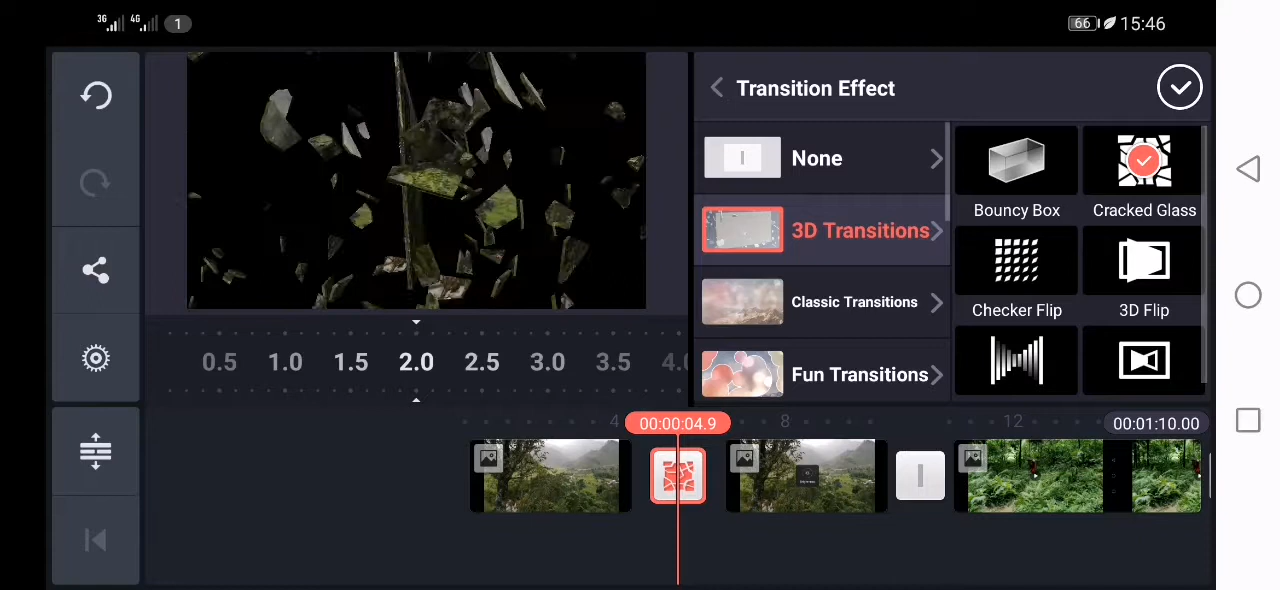 3G 4G 1 66 15:46
Transition Effect
None
3D Transitions
Classic Transitions
Fun Transitions
Bouncy Box Cracked Glass
Checker Flip 3D Flip
0.5 1.0 1.5 2.0 2.5 3.0 3.5 4.0
4 00:00:04.9 8 12 00:01:10.00